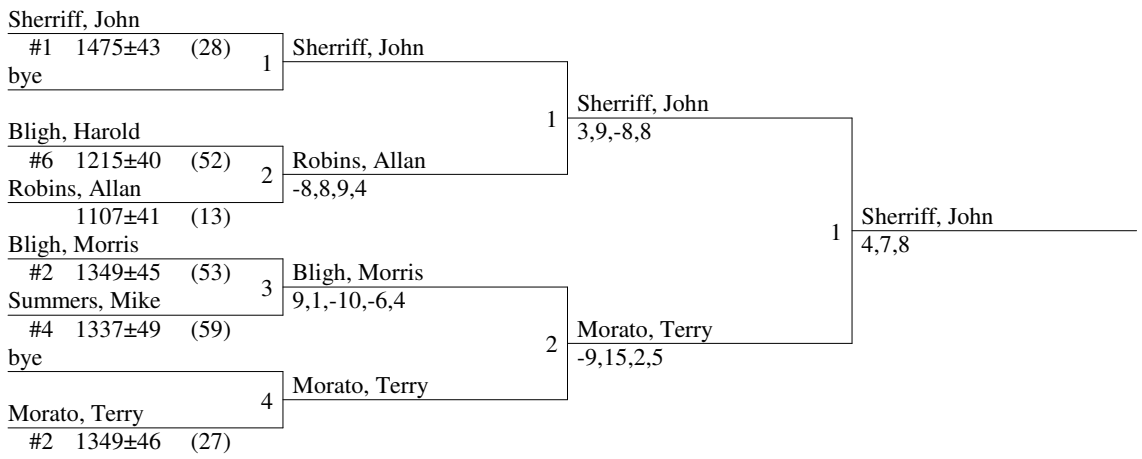 Sherriff, John
#1 1475±43 (28)
bye
1
Sherriff, John
Bligh, Harold
#6 1215±40 (52)
Robins, Allan
1107±41 (13)
2
Robins, Allan
-8,8,9,4
1
Sherriff, John
3,9,-8,8
Bligh, Morris
#2 1349±45 (53)
Summers, Mike
#4 1337±49 (59)
3
Bligh, Morris
9,1,-10,-6,4
bye
Morato, Terry
#2 1349±46 (27)
4
Morato, Terry
2
Morato, Terry
-9,15,2,5
1
Sherriff, John
4,7,8